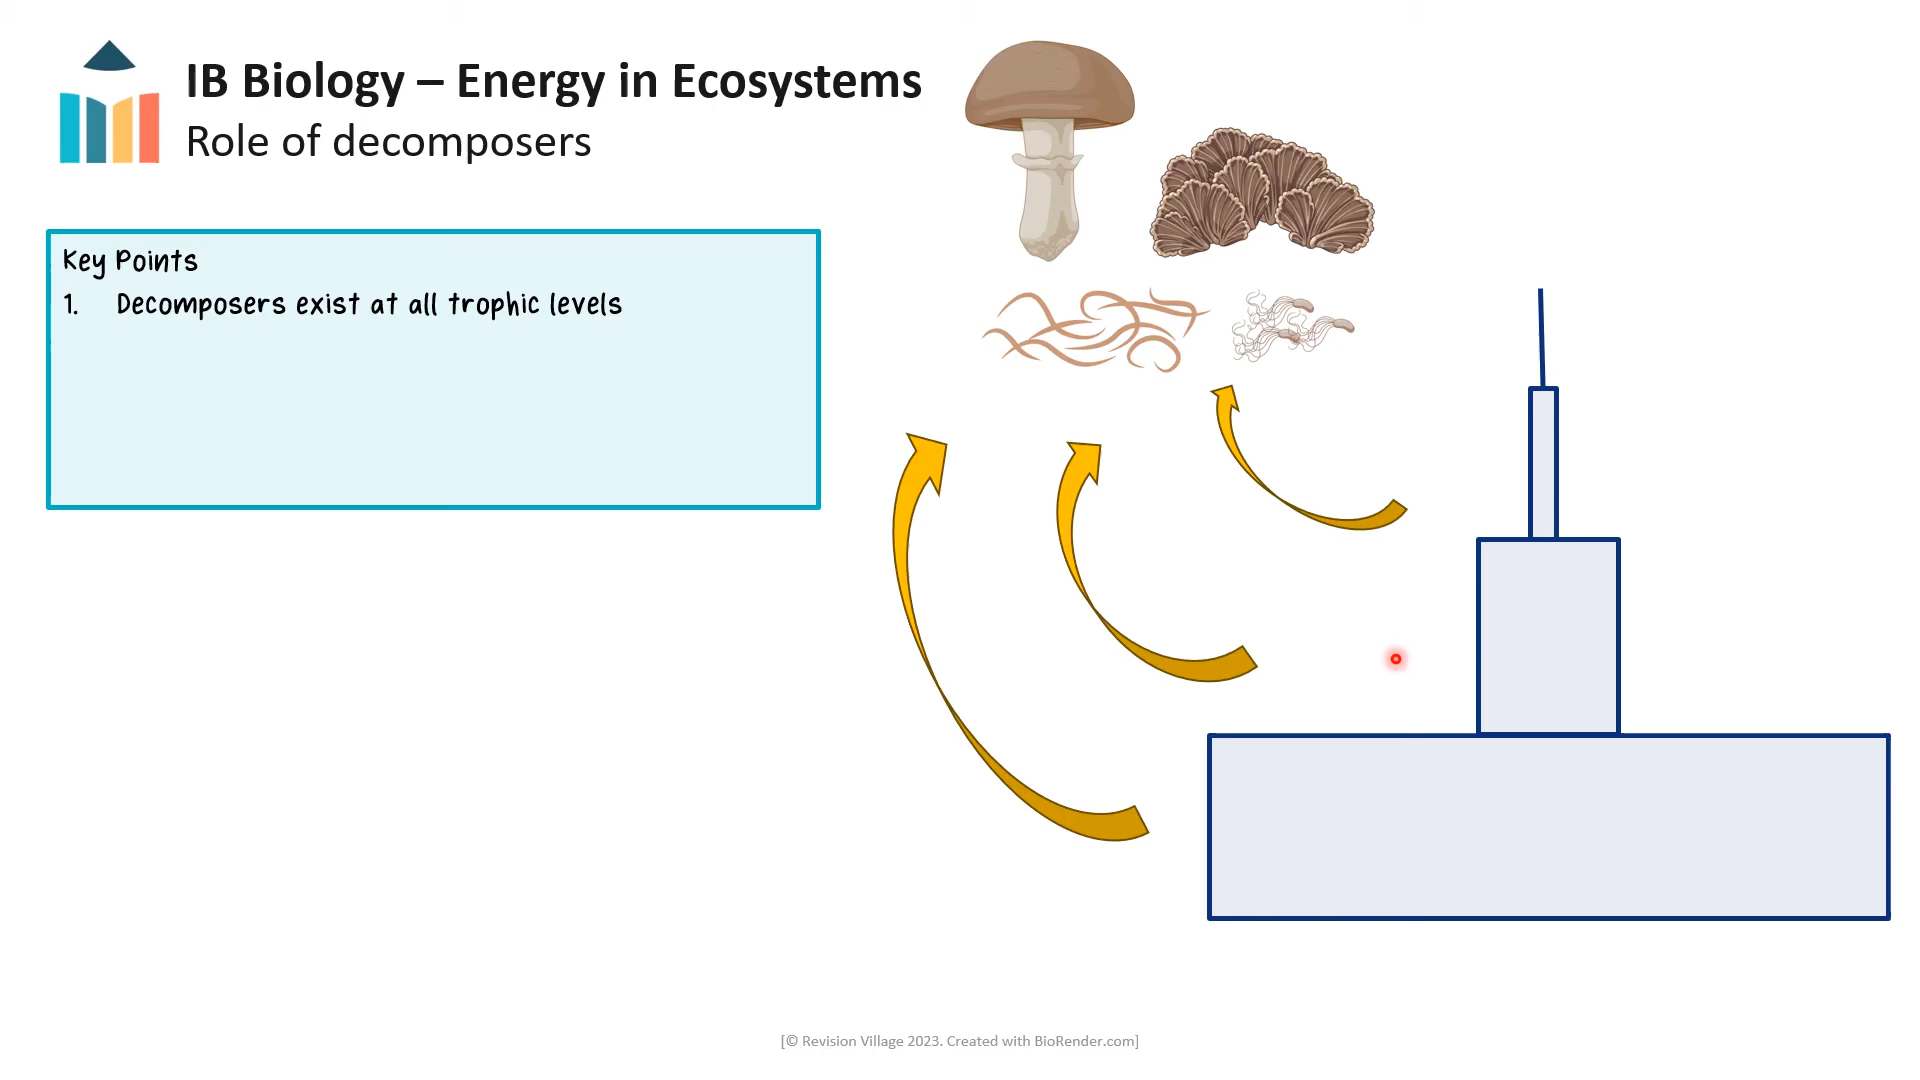 IB Biology – Energy in Ecosystems
Role of decomposers
Key Points
1. Decomposers exist at all trophic levels
[© Revision Village 2023. Created with BioRender.com]